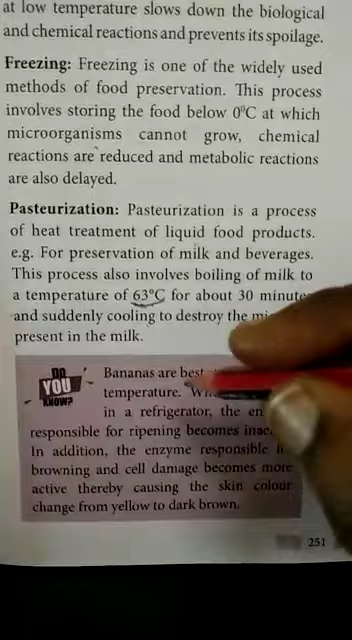 at low temperature slows down the biological
and chemical reactions and prevents its spoilage.
Freezing: Freezing is one of the widely used
methods of food preservation. This process
involves storing the food below 0⁰C at which
microorganisms cannot grow, chemical
reactions are reduced and metabolic reactions
are also delayed.
Pasteurization: Pasteurization is a process
of heat treatment of liquid food products.
e.g. For preservation of milk and beverages.
This process also involves boiling of milk to
a temperature of 63°C for about 30 minute
and suddenly cooling to destroy the
present in the milk.
DO
YOU
KNOW?
Bananas are best
temperature.
in a refrigerator, the en
responsible for ripening becomes
In addition, the enzyme responsible
browning and cell damage becomes more
active thereby causing the skin colour
change from yellow to dark brown.
251